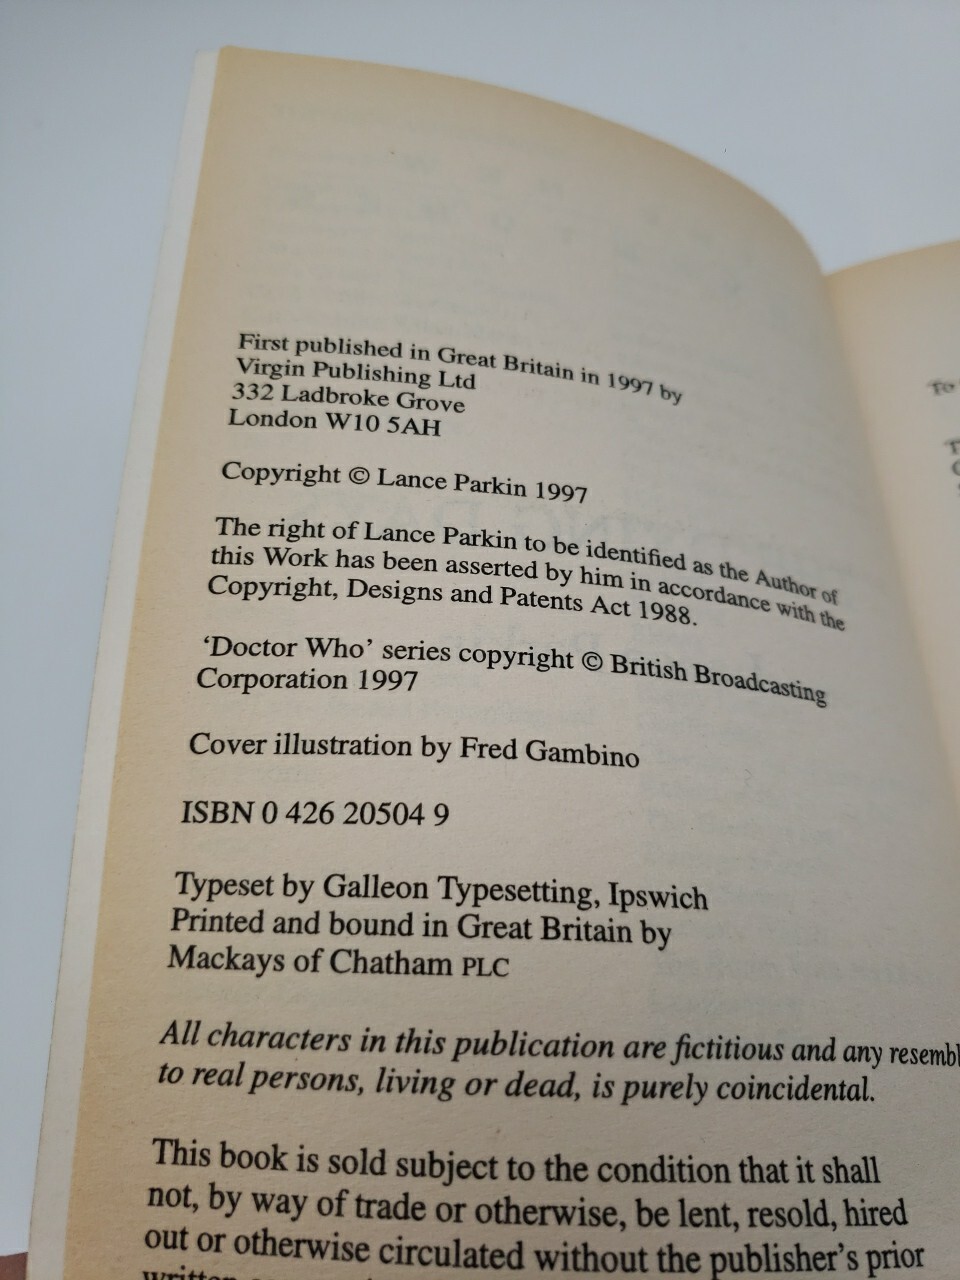 First published in Great Britain in 1997 by
Virgin Publishing Ltd
332 Ladbroke Grove
London W10 5AH
Copyright © Lance Parkin 1997
The right of Lance Parkin to be identified as the Author of
this Work has been asserted by him in accordance with the
Copyright, Designs and Patents Act 1988.
‘Doctor Who’ series copyright © British Broadcasting
Corporation 1997
Cover illustration by Fred Gambino
ISBN 0 426 20504 9
Typeset by Galleon Typesetting, Ipswich
Printed and bound in Great Britain by
Mackays of Chatham PLC
All characters in this publication are fictitious and any resembl
to real persons, living or dead, is purely coincidental.
This book is sold subject to the condition that it shall
not, by way of trade or otherwise, be lent, resold, hired
out or otherwise circulated without the publisher’s prior
written
To